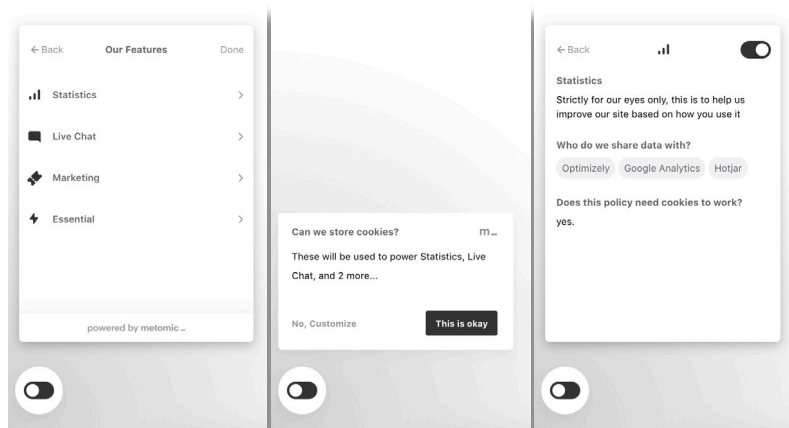 Back
Our Features
Done
Statistics
Live Chat
Marketing
Essential
powered by metomic
Can we store cookies?
m_
These will be used to power Statistics, Live
Chat, and 2 more...
No, Customize
This is okay
Back
Statistics
Strictly for our eyes only, this is to help us
improve our site based on how you use it
Who do we share data with?
Optimizely
Google Analytics
Hotjar
Does this policy need cookies to work?
yes.